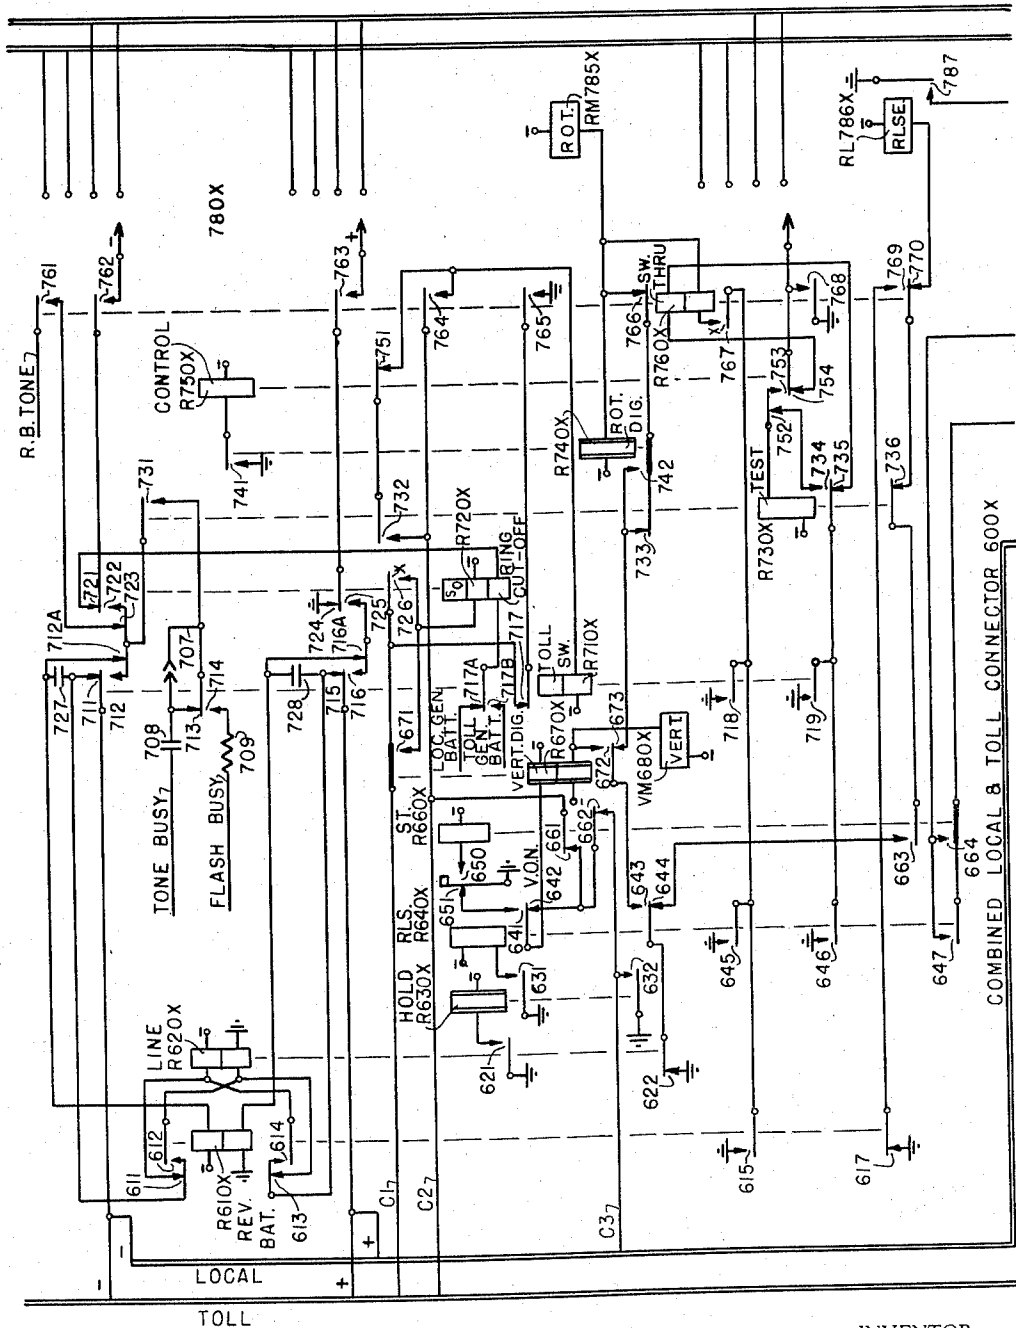 R.B. TONE
761
762
-
780X
763
+
ROT.
RM785X
RL786X
RLSE.
787
CONTROL
R750X
751
764
765
766
SW.
THRU
R760X
X
767
768
769
770
731
741
732
R740X
ROT.
DIG.
742
752
753
754
TEST
734
735
736
R730X
733
721
722
723
712A
724
725
716A
726
X
SO
R720X
RING
CUT-OFF
717
717A
717B
707
714
727
711
712
708
713
709
728
715
716
671
LOC. GEN.
BATT.
TOLL
GEN.
BATT.
VERT. DIG.
TOLL
SW.
R710X
R670X
672
673
VM680X
VERT.
718
719
TONE BUSY
FLASH BUSY
ST.
R660X
650
651
661
662
V.O.N.
663
664
RLS.
R640X
641
642
643
644
645
646
647
HOLD
R630X
631
632
621
622
LINE
R620X
611
612
613
614
R610X
REV.
BAT.
615
617
C1
C2
C3
-
+
LOCAL
-
+
TOLL
COMBINED LOCAL & TOLL CONNECTOR 600X